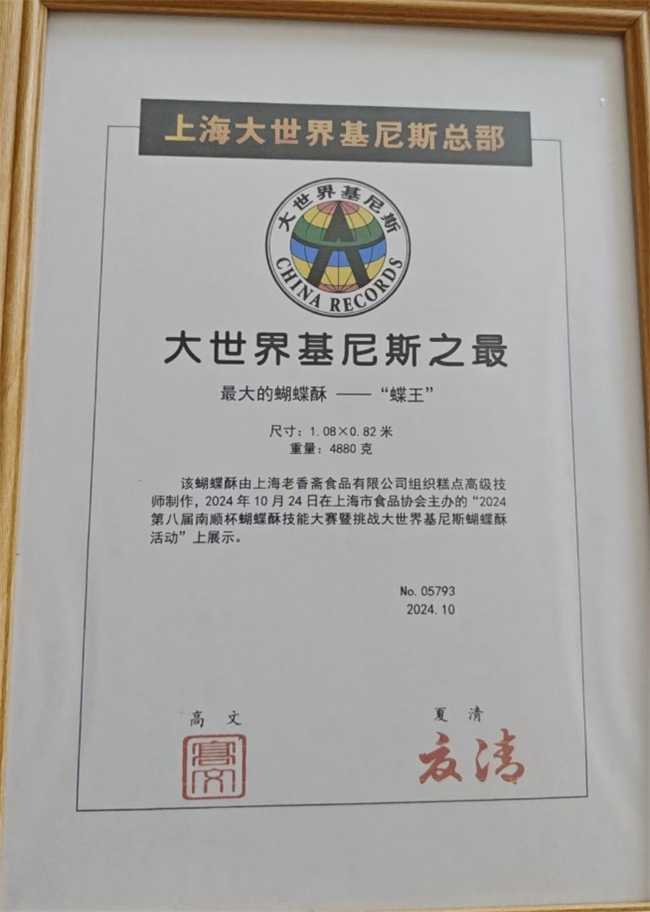 上海大世界基尼斯总部
大世界基尼斯
CHINA RECORDS
大世界基尼斯之最
最大的蝴蝶酥 —— “蝶王”
尺寸：1.08×0.82 米
重量：4880 克
该蝴蝶酥由上海老香斋食品有限公司组织糕点高级技
师制作，2024 年 10 月 24 日在上海市食品协会主办的“2024
第八届南顺杯蝴蝶酥技能大赛暨挑战大世界基尼斯蝴蝶酥
活动”上展示。
No. 05793
2024.10
高 文
夏 清
高文
夏清